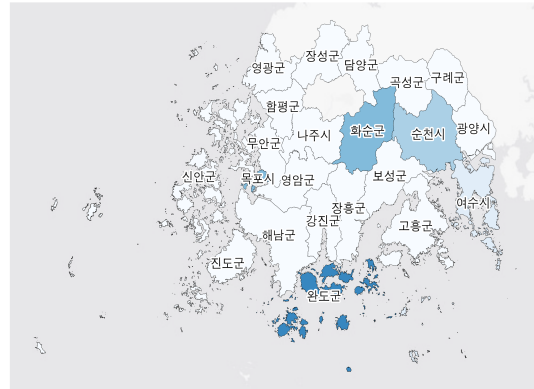 장성군
담양군
영광군
곡성군
구례군
함평군
나주시
화순군
순천시
광양시
무안군
신안군
목포시
영암군
보성군
여수시
장흥군
강진군
고흥군
해남군
진도군
완도군